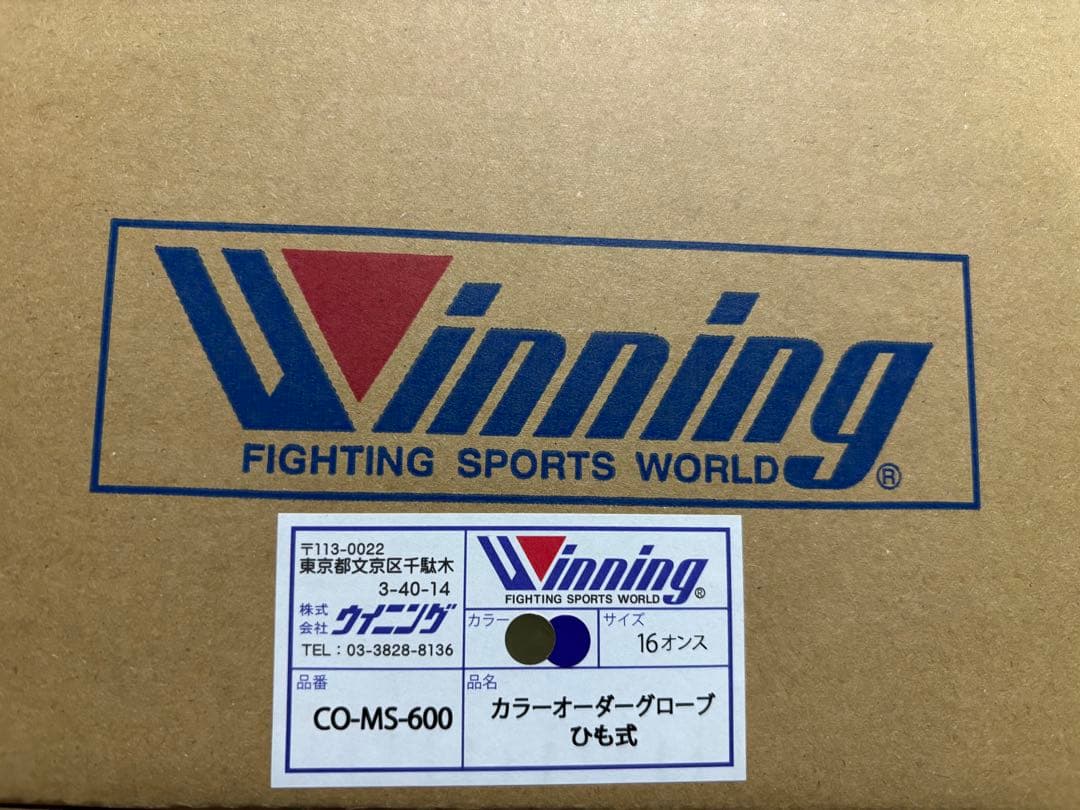 Winning
FIGHTING SPORTS WORLD®
〒113-0022
東京都文京区千駄木
3-40-14
株式会社 ウイニング
TEL：03-3828-8136
Winning®
FIGHTING SPORTS WORLD
カラー
サイズ
16オンス
品番
CO-MS-600
品名
カラーオーダーグローブ
ひも式